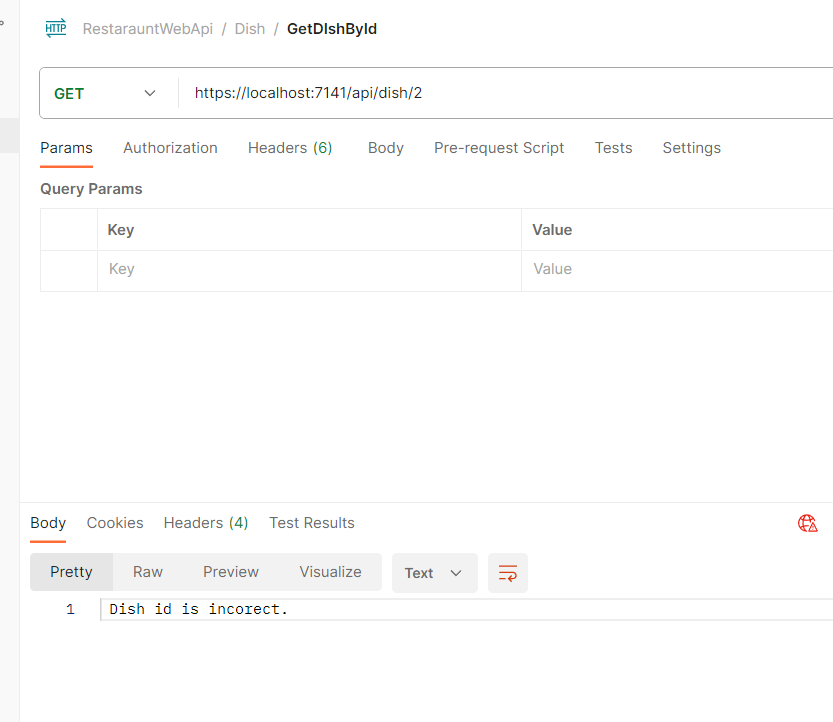 HTTP RestarauntWebApi / Dish / GetDIshById
GET https://localhost:7141/api/dish/2
Params Authorization Headers (6) Body Pre-request Script Tests Settings
Query Params
Key Value
Key Value
Body Cookies Headers (4) Test Results
Pretty Raw Preview Visualize Text
1 Dish id is incorect.